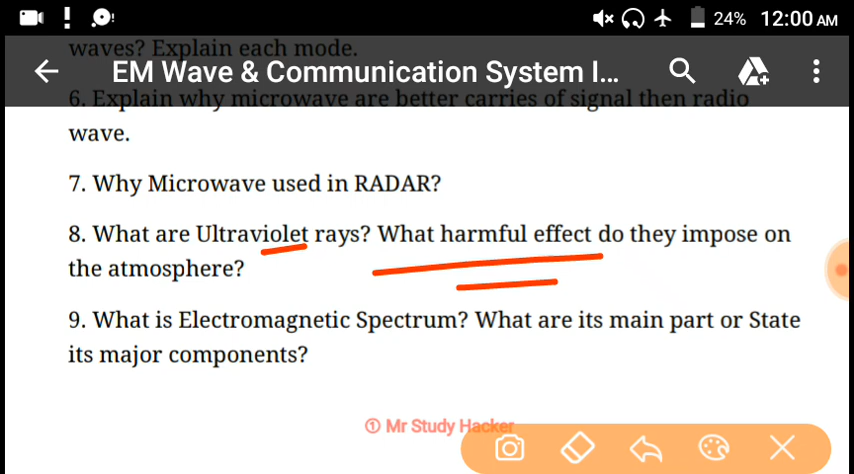 24% 12:00 AM
waves? Explain each mode.
EM Wave & Communication System I...
6. Explain why microwave are better carries of signal then radio
wave.
7. Why Microwave used in RADAR?
8. What are Ultraviolet rays? What harmful effect do they impose on
the atmosphere?
9. What is Electromagnetic Spectrum? What are its main part or State
its major components?
① Mr Study Hacker